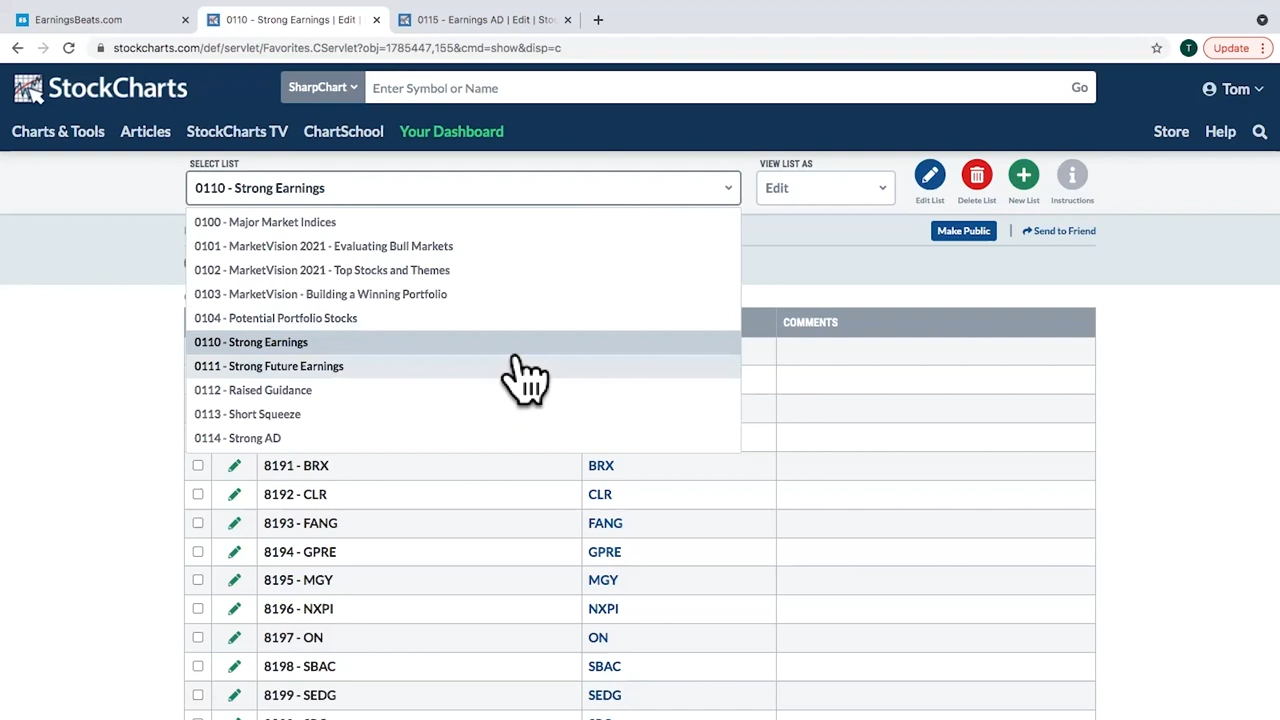 EarningsBeats.com
0110 - Strong Earnings | Edit |
0115 - Earnings AD | Edit | Stoc
stockcharts.com/def/servlet/Favorites.CServlet?obj=1785447,155&cmd=show&disp=c
T
Update
StockCharts
SharpChart
Enter Symbol or Name
Go
Tom
Charts & Tools
Articles
StockCharts TV
ChartSchool
Your Dashboard
Store
Help
SELECT LIST
VIEW LIST AS
0110 - Strong Earnings
Edit
Edit List
Delete List
New List
Instructions
0100 - Major Market Indices
Make Public
Send to Friend
0101 - MarketVision 2021 - Evaluating Bull Markets
0102 - MarketVision 2021 - Top Stocks and Themes
0103 - MarketVision - Building a Winning Portfolio
0104 - Potential Portfolio Stocks
COMMENTS
0110 - Strong Earnings
0111 - Strong Future Earnings
0112 - Raised Guidance
0113 - Short Squeeze
0114 - Strong AD
8191 - BRX BRX
8192 - CLR CLR
8193 - FANG FANG
8194 - GPRE GPRE
8195 - MGY MGY
8196 - NXPI NXPI
8197 - ON ON
8198 - SBAC SBAC
8199 - SEDG SEDG